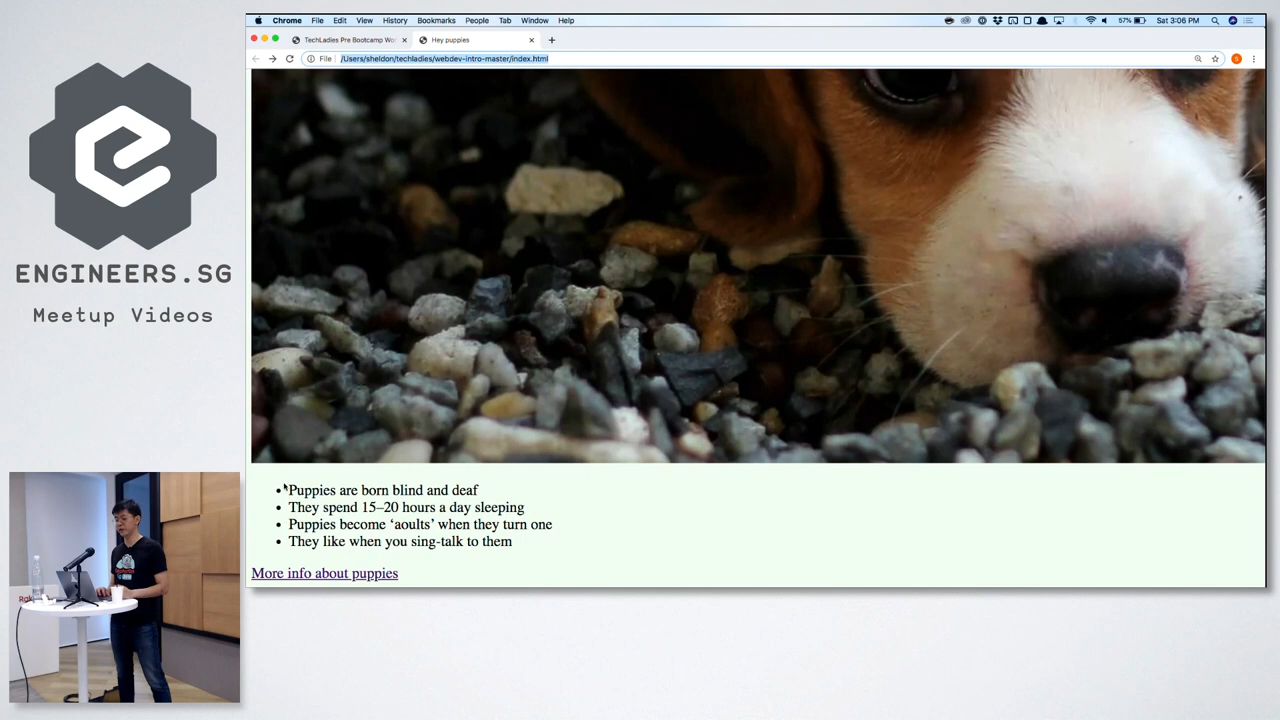 Chrome File Edit View History Bookmarks People Tab Window Help
57% Sat 3:06 PM
TechLadies Pre Bootcamp Wor
Hey puppies
File /Users/sheldon/techladies/webdev-intro-master/index.html
ENGINEERS.SG
Meetup Videos
Puppies are born blind and deaf
They spend 15–20 hours a day sleeping
Puppies become ‘aoults’ when they turn one
They like when you sing-talk to them
More info about puppies